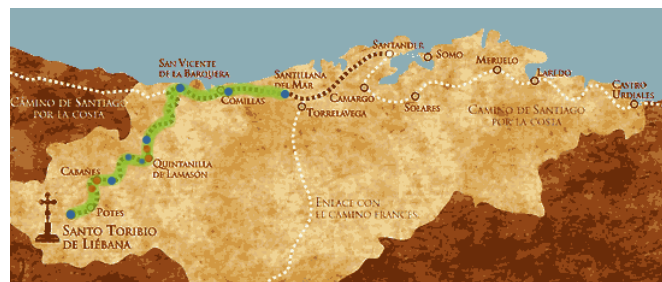 SANTANDER
SOMO
SAN VICENTE
DE LA BARQUERA
SANTILLANA
DEL MAR
MERUELO
LAREDO
CASTRO
URDIALES
CAMINO DE SANTIAGO
POR LA COSTA
COMILLAS
CAMARGO
TORRELAVEGA
SOLARES
CAMINO DE SANTIAGO
POR LA COSTA
CABAÑES
QUINTANILLA
DE LAMASÓN
ENLACE CON
EL CAMINO FRANCÉS
POTES
SANTO TORIBIO
DE LIÉBANA